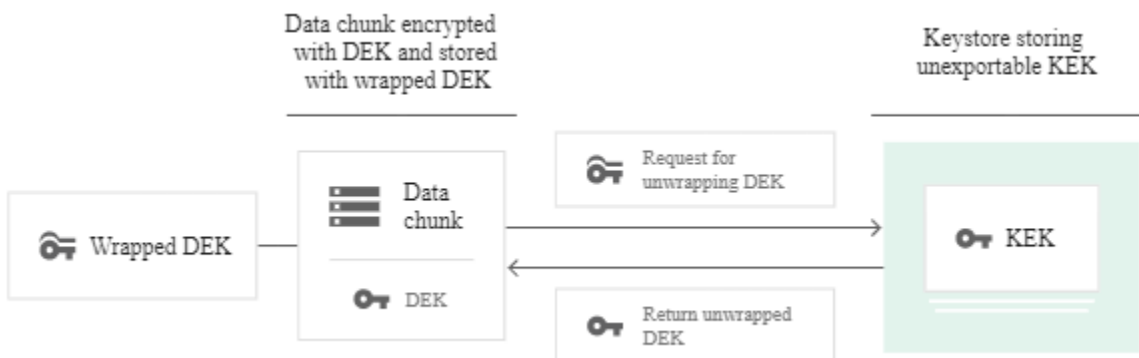 Data chunk encrypted
with DEK and stored
with wrapped DEK
Keystore storing
unexportable KEK
Request for
unwrapping DEK
Data
chunk
Wrapped DEK
KEK
DEK
Return unwrapped
DEK